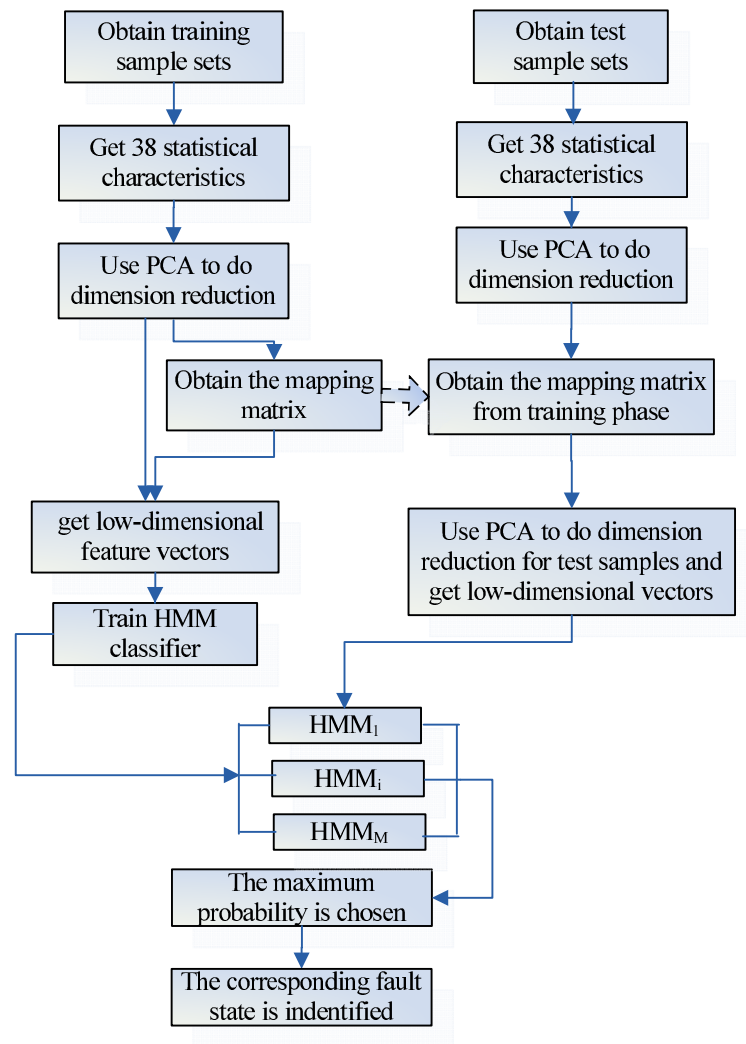 Obtain training
sample sets
Get 38 statistical
characteristics
Use PCA to do
dimension reduction
Obtain the mapping
matrix
get low-dimensional
feature vectors
Train HMM
classifier
Obtain test
sample sets
Get 38 statistical
characteristics
Use PCA to do
dimension reduction
Obtain the mapping matrix
from training phase
Use PCA to do dimension
reduction for test samples and
get low-dimensional vectors
HMM₁
HMMᵢ
HMM_M
The maximum
probability is chosen
The corresponding fault
state is indentified